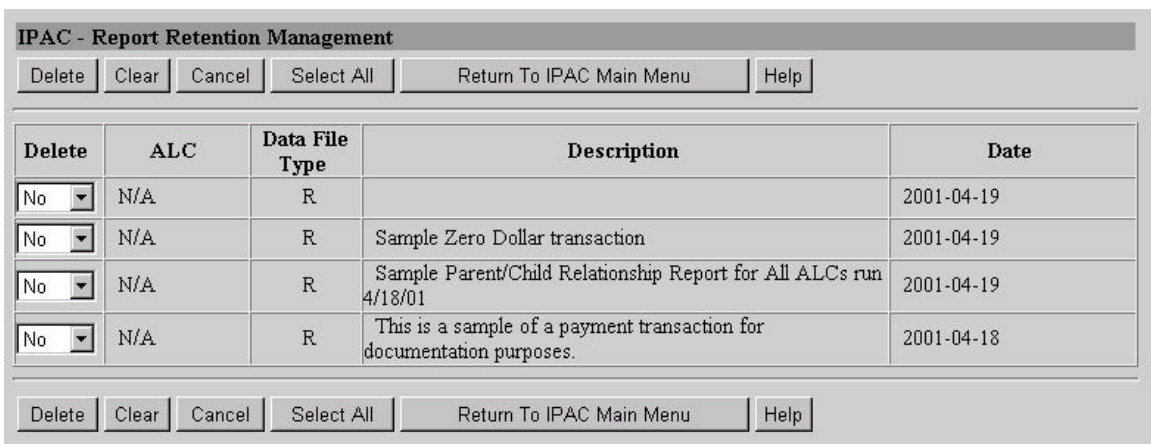 IPAC - Report Retention Management
Delete Clear Cancel Select All Return To IPAC Main Menu Help
Delete ALC Data File Type Description Date
No N/A R 2001-04-19
No N/A R Sample Zero Dollar transaction 2001-04-19
No N/A R Sample Parent/Child Relationship Report for All ALCs run 4/18/01 2001-04-19
No N/A R This is a sample of a payment transaction for documentation purposes. 2001-04-18
Delete Clear Cancel Select All Return To IPAC Main Menu Help